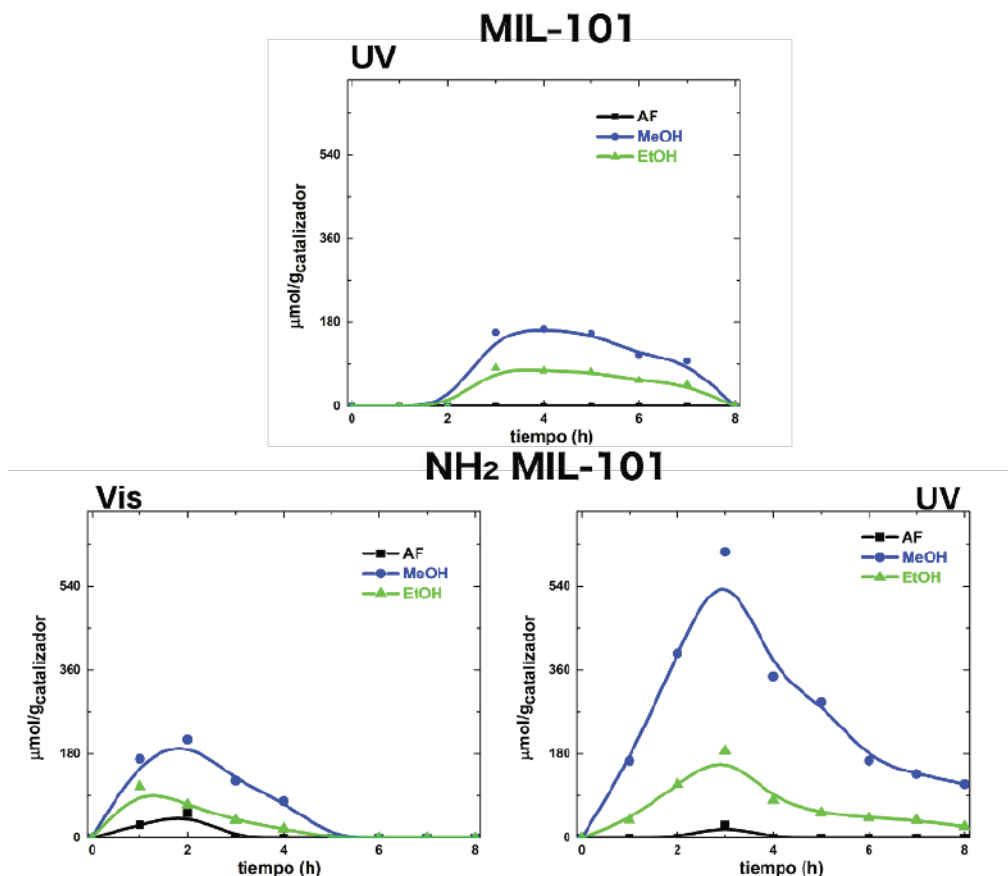 MIL-101
UV
AF
MeOH
EtOH
540
360
180
0
µmol/gcatalizador
0 2 4 6 8
tiempo (h)
NH2 MIL-101
Vis
AF
MeOH
EtOH
540
360
180
0
µmol/gcatalizador
0 2 4 6 8
tiempo (h)
UV
AF
MeOH
EtOH
540
360
180
0
µmol/gcatalizador
0 2 4 6 8
tiempo (h)